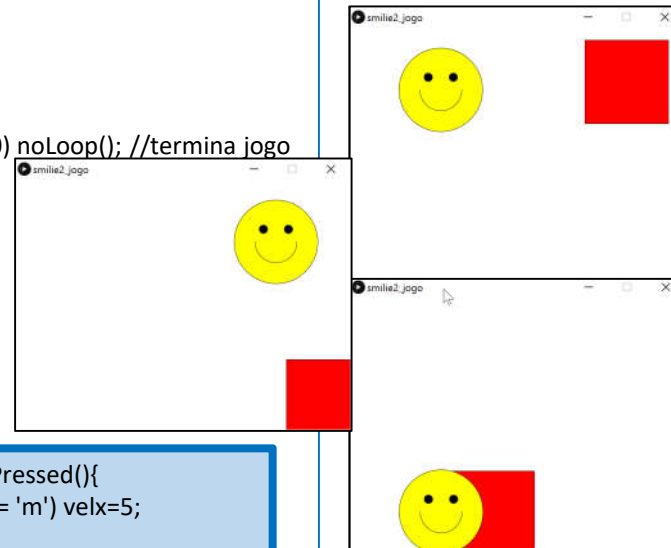 smilie2_jogo
) noLoop(); //termina jogo
smilie2_jogo
smilie2_jogo
ressed(){
= 'm') velx=5;